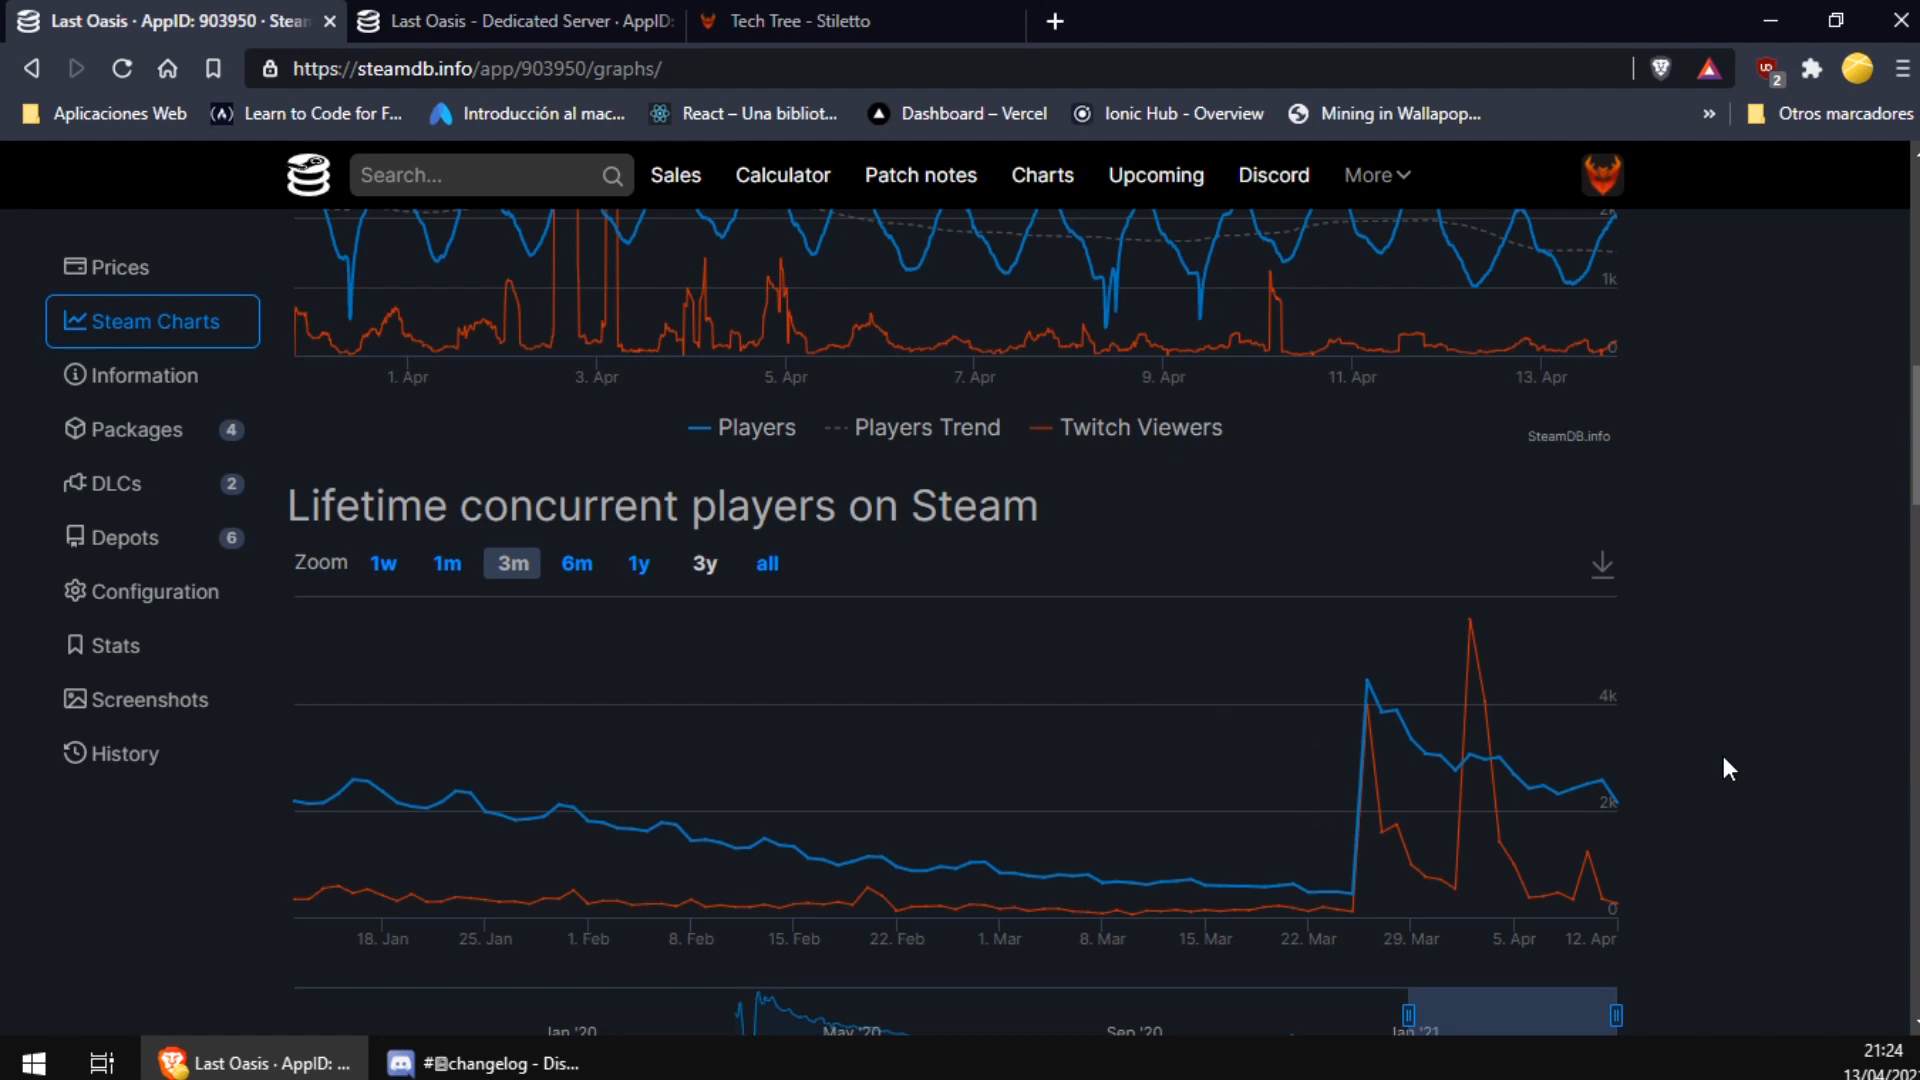 Last Oasis · AppID: 903950 · Stea
Last Oasis - Dedicated Server · AppID:
Tech Tree - Stiletto
https://steamdb.info/app/903950/graphs/
2
Aplicaciones Web
Learn to Code for F...
Introducción al mac...
React – Una bibliot...
Dashboard – Vercel
Ionic Hub - Overview
Mining in Wallapop...
»
Otros marcadores
Search...
Sales
Calculator
Patch notes
Charts
Upcoming
Discord
More
Prices
Steam Charts
Information
Packages 4
DLCs 2
Depots 6
Configuration
Stats
Screenshots
History
2k
1k
0
1. Apr
3. Apr
5. Apr
7. Apr
9. Apr
11. Apr
13. Apr
Players
Players Trend
Twitch Viewers
SteamDB.info
Lifetime concurrent players on Steam
Zoom 1w 1m 3m 6m 1y 3y all
4k
2k
0
18. Jan
25. Jan
1. Feb
8. Feb
15. Feb
22. Feb
1. Mar
8. Mar
15. Mar
22. Mar
29. Mar
5. Apr
12. Apr
Jan '20
May '20
Sep '20
Jan '21
Last Oasis · AppID: ...
changelog - Dis...
21:24
13/04/202